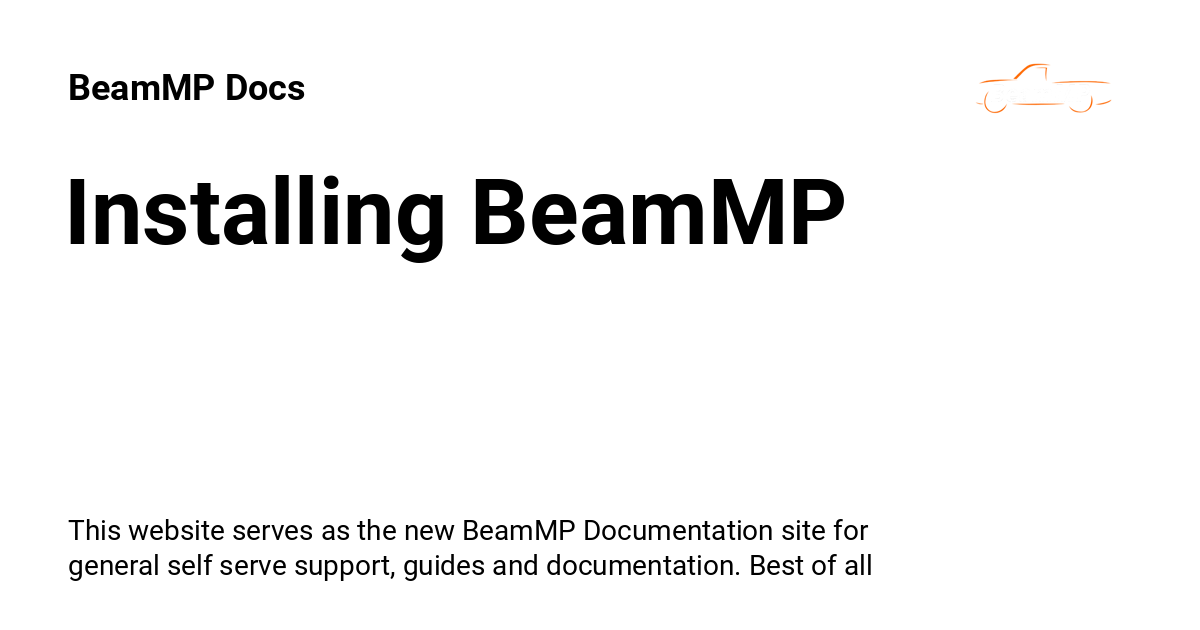 BeamMP Docs
Installing BeamMP
This website serves as the new BeamMP Documentation site for
general self serve support, guides and documentation. Best of all